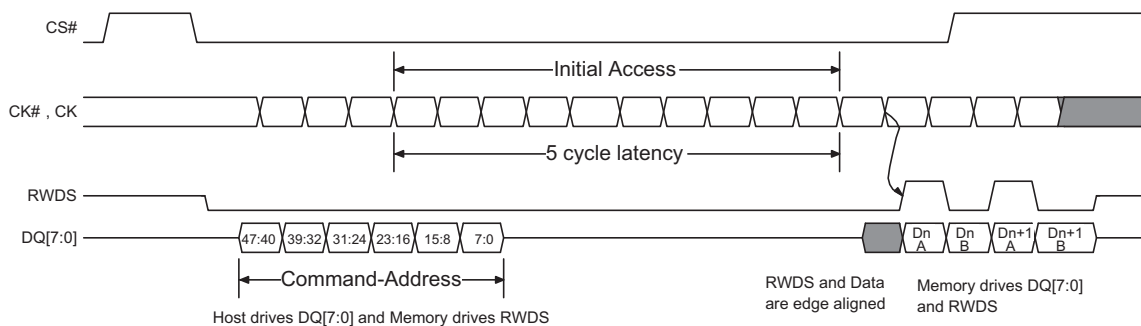 CS#
Initial Access
CK# , CK
5 cycle latency
RWDS
DQ[7:0]
47:40 39:32 31:24 23:16 15:8 7:0
Dn
A
Dn
B
Dn+1
A
Dn+1
B
Command-Address
RWDS and Data
are edge aligned
Memory drives DQ[7:0]
and RWDS
Host drives DQ[7:0] and Memory drives RWDS